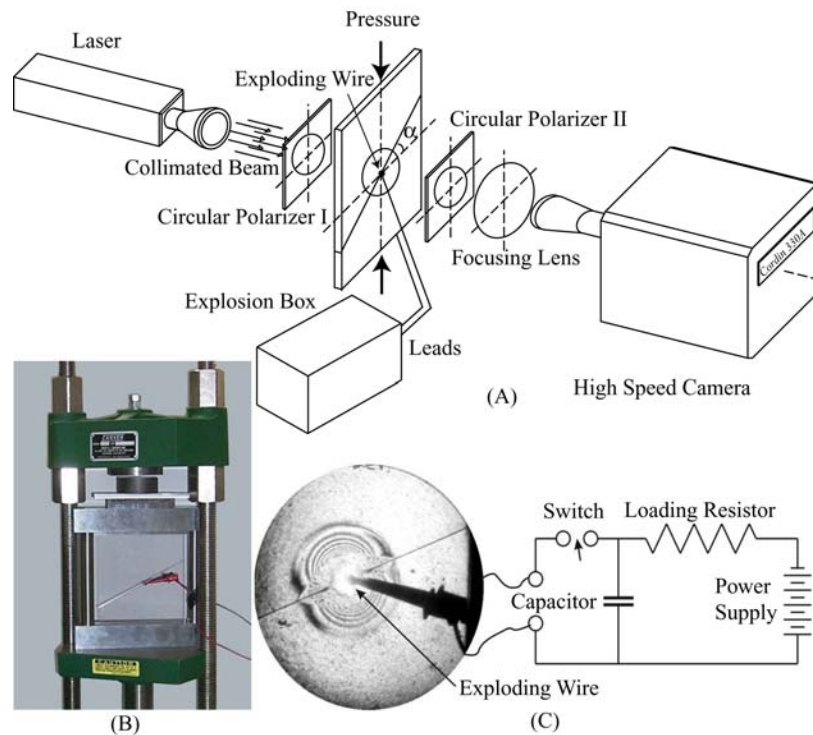 Pressure
Laser
Exploding Wire
Circular Polarizer II
α
Collimated Beam
Circular Polarizer I
Cordin 330A
Focusing Lens
Explosion Box
Leads
High Speed Camera
(A)
Switch
Loading Resistor
Capacitor
Power
Supply
Exploding Wire
CAUTION
(B)
(C)